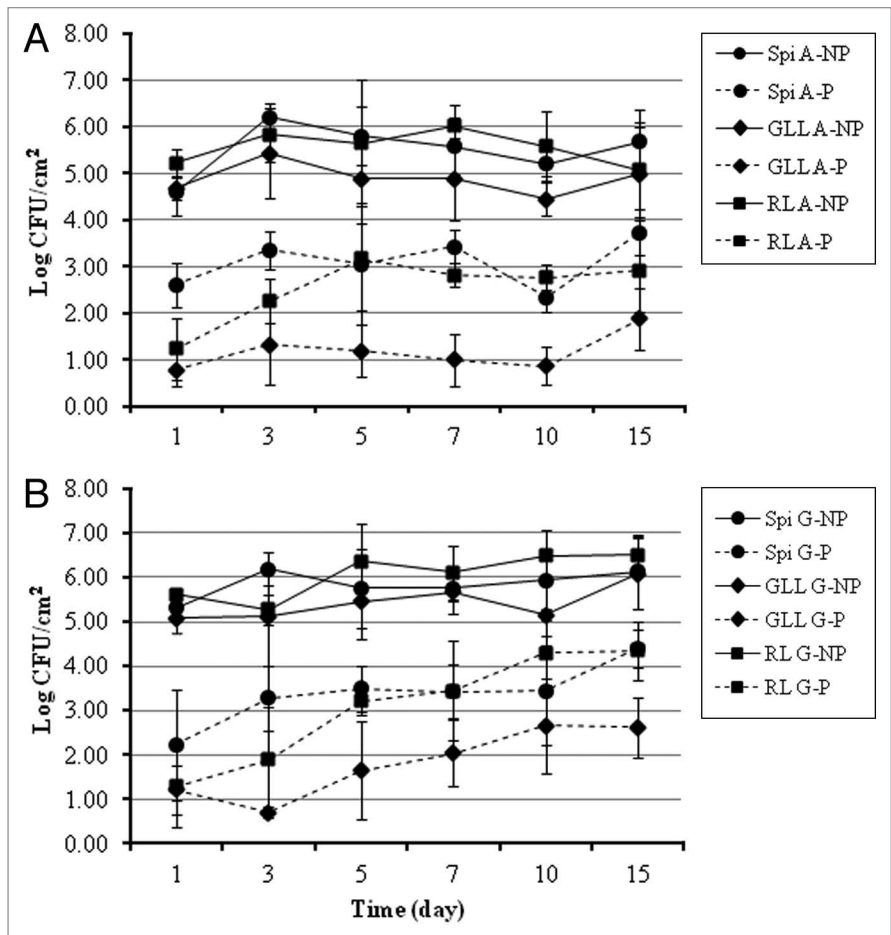 A
8.00
7.00
6.00
5.00
4.00
3.00
2.00
1.00
0.00
Log CFU/cm²
1 3 5 7 10 15
Spi A-NP
Spi A-P
GLL A-NP
GLL A-P
RL A-NP
RL A-P
B
8.00
7.00
6.00
5.00
4.00
3.00
2.00
1.00
0.00
Log CFU/cm²
1 3 5 7 10 15
Time (day)
Spi G-NP
Spi G-P
GLL G-NP
GLL G-P
RL G-NP
RL G-P